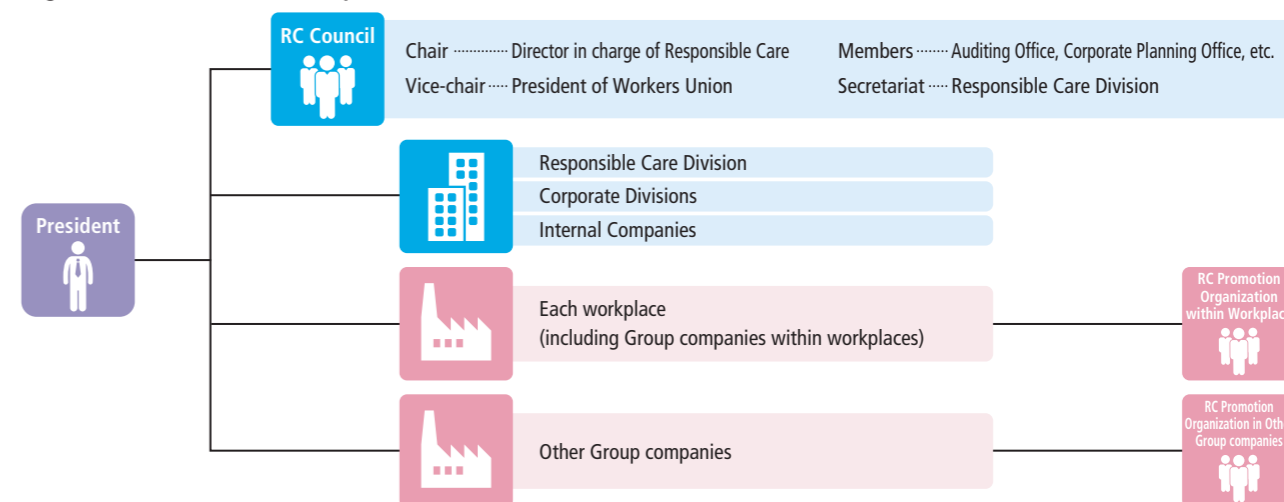 RC Council
Chair ·············· Director in charge of Responsible Care
Members ········ Auditing Office, Corporate Planning Office, etc.
Vice-chair ····· President of Workers Union
Secretariat ····· Responsible Care Division
Responsible Care Division
Corporate Divisions
Internal Companies
President
Each workplace
(including Group companies within workplaces)
RC Promotion
Organization
within
Other Group companies
RC Promotion
Organization in
Group companies